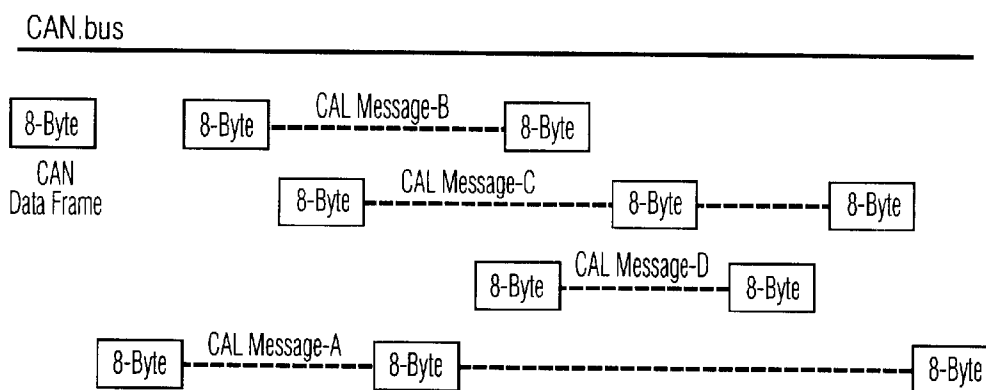 CAN.bus
8-Byte
CAN
Data Frame
8-Byte CAL Message-B 8-Byte
8-Byte CAL Message-C 8-Byte 8-Byte
8-Byte CAL Message-D 8-Byte
8-Byte CAL Message-A 8-Byte 8-Byte